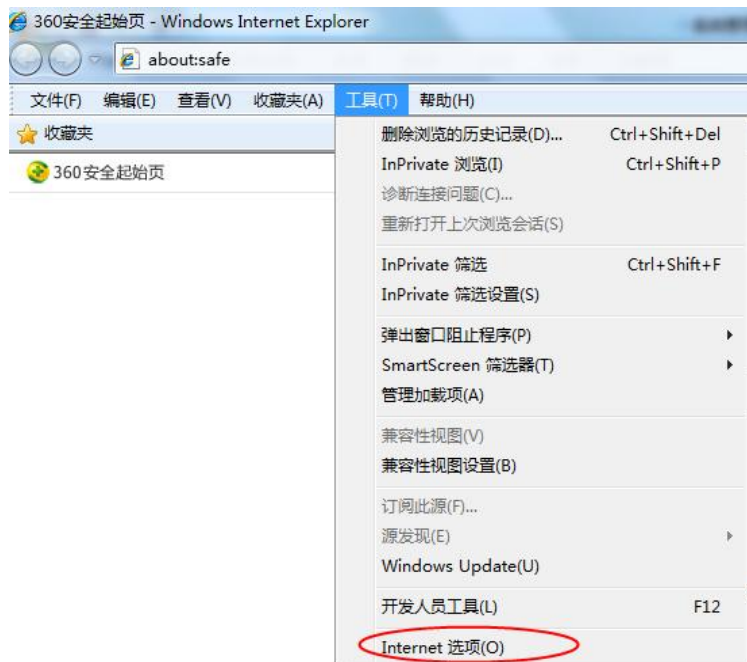 360安全起始页 - Windows Internet Explorer
about:safe
文件(F) 编辑(E) 查看(V) 收藏夹(A) 工具(T) 帮助(H)
收藏夹
360安全起始页
删除浏览的历史记录(D)... Ctrl+Shift+Del
InPrivate 浏览(I) Ctrl+Shift+P
诊断连接问题(C)...
重新打开上次浏览会话(S)
InPrivate 筛选 Ctrl+Shift+F
InPrivate 筛选设置(S)
弹出窗口阻止程序(P)
SmartScreen 筛选器(T)
管理加载项(A)
兼容性视图(V)
兼容性视图设置(B)
订阅此源(F)...
源发现(E)
Windows Update(U)
开发人员工具(L) F12
Internet 选项(O)